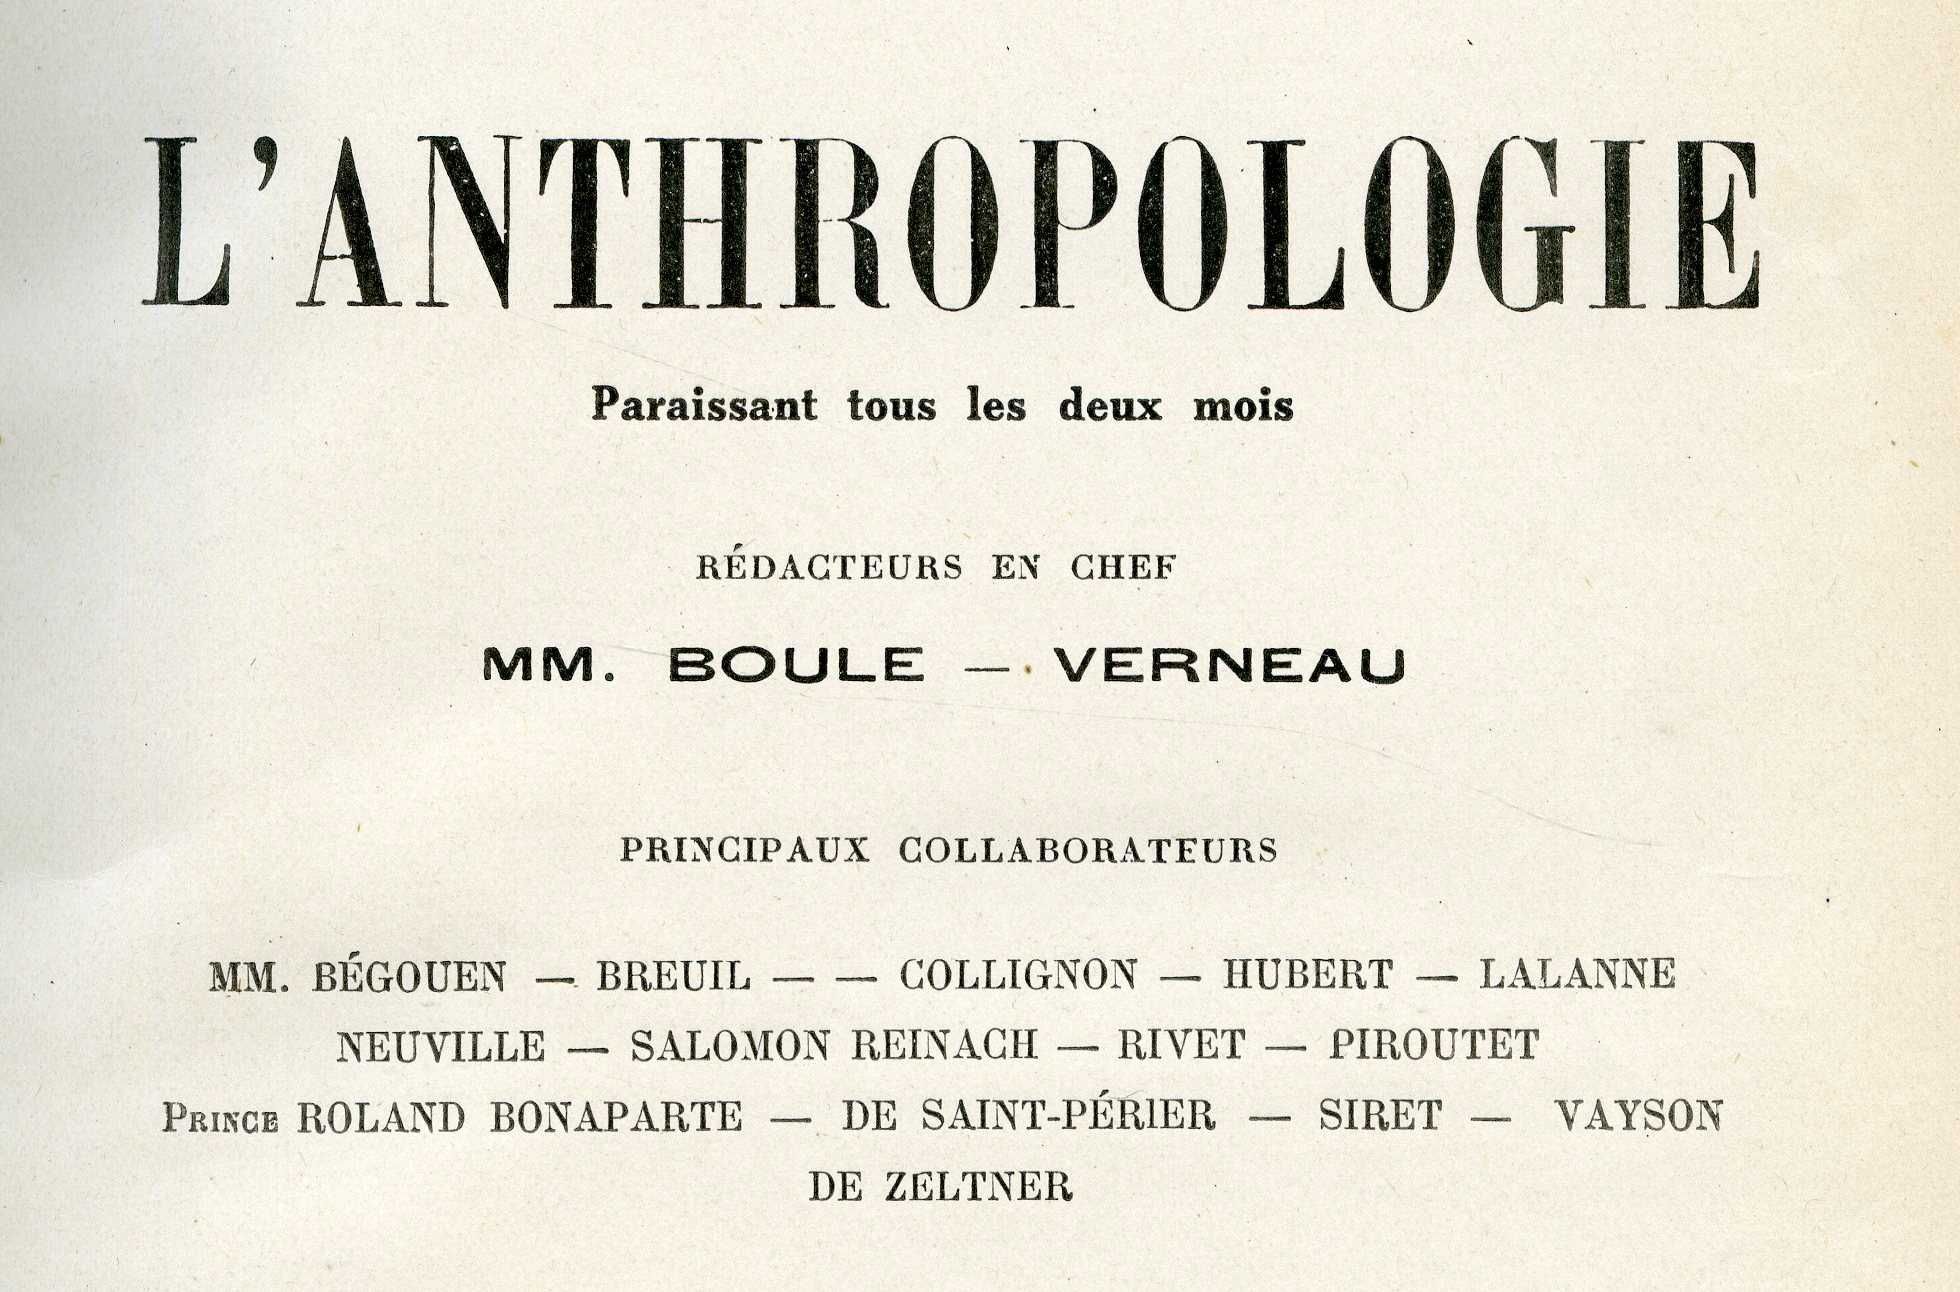 L'ANTHROPOLOGIE
Paraissant tous les deux mois
RÉDACTEURS EN CHEF
MM. BOULE — VERNEAU
PRINCIPAUX COLLABORATEURS
MM. BÉGOUEN — BREUIL — — COLLIGNON — HUBERT — LALANNE
NEUVILLE — SALOMON REINACH — RIVET — PIROUTET
PRINCE ROLAND BONAPARTE — DE SAINT-PÉRIER — SIRET — VAYSON
DE ZELTNER